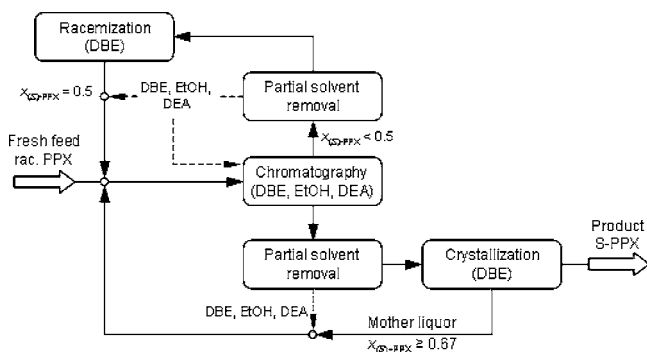 Racemization
(DBE)
X(S)-PPX = 0.5
DBE, EtOH,
DEA
Partial solvent
removal
X(S)-PPX < 0.5
Fresh feed
rac. PPX
Chromatography
(DBE, EtOH, DEA)
Partial solvent
removal
Crystallization
(DBE)
Product
S-PPX
DBE, EtOH, DEA
Mother liquor
X(S)-PPX ≥ 0.67